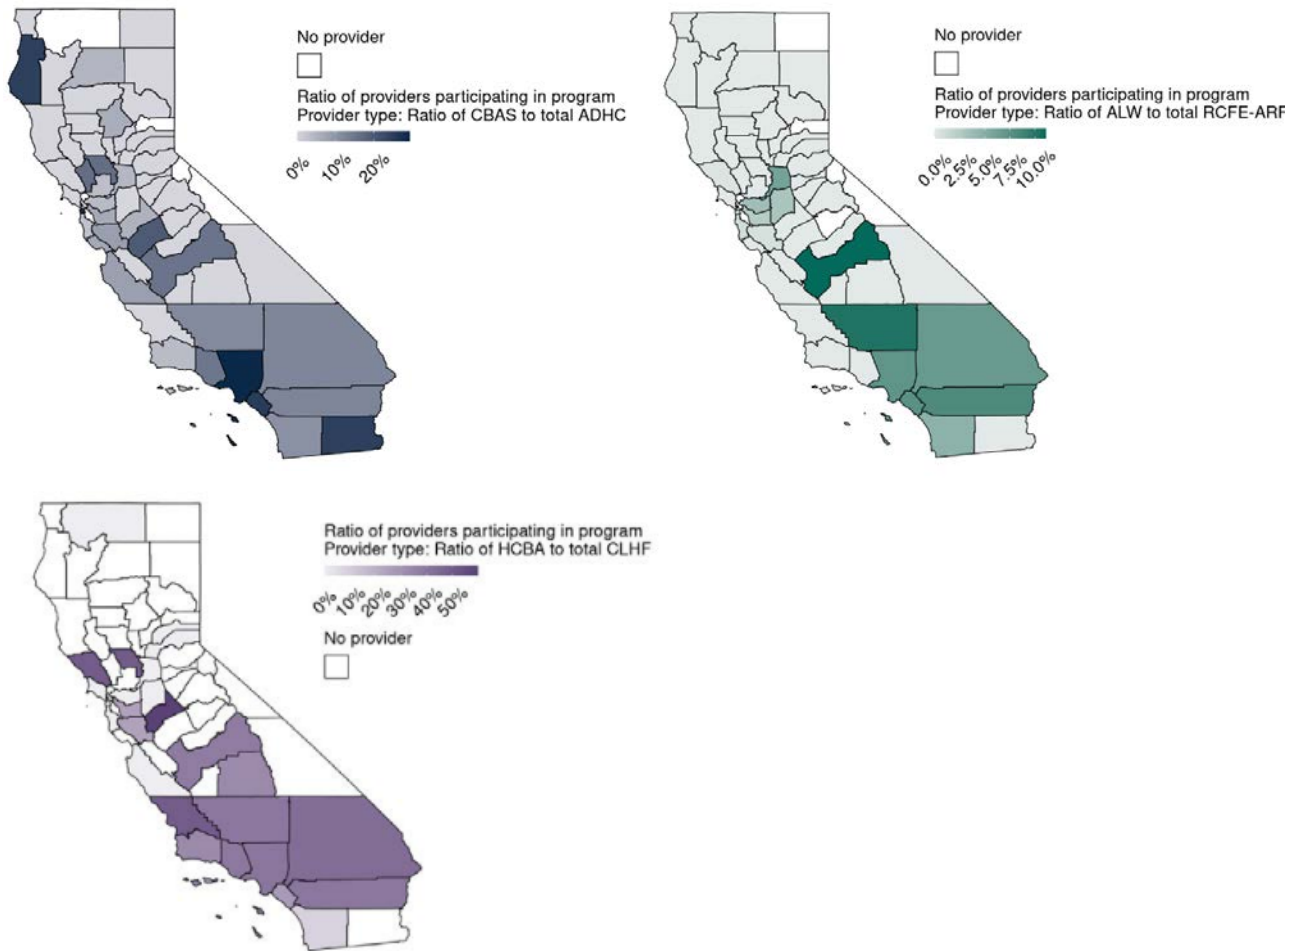 No provider
Ratio of providers participating in program
Provider type: Ratio of CBAS to total ADHC
0% 10% 20%
No provider
Ratio of providers participating in program
Provider type: Ratio of ALW to total RCFE-ARF
0.0% 2.5% 5.0% 7.5% 10.0%
Ratio of providers participating in program
Provider type: Ratio of HCBA to total CLHF
0% 10% 20% 30% 40% 50%
No provider